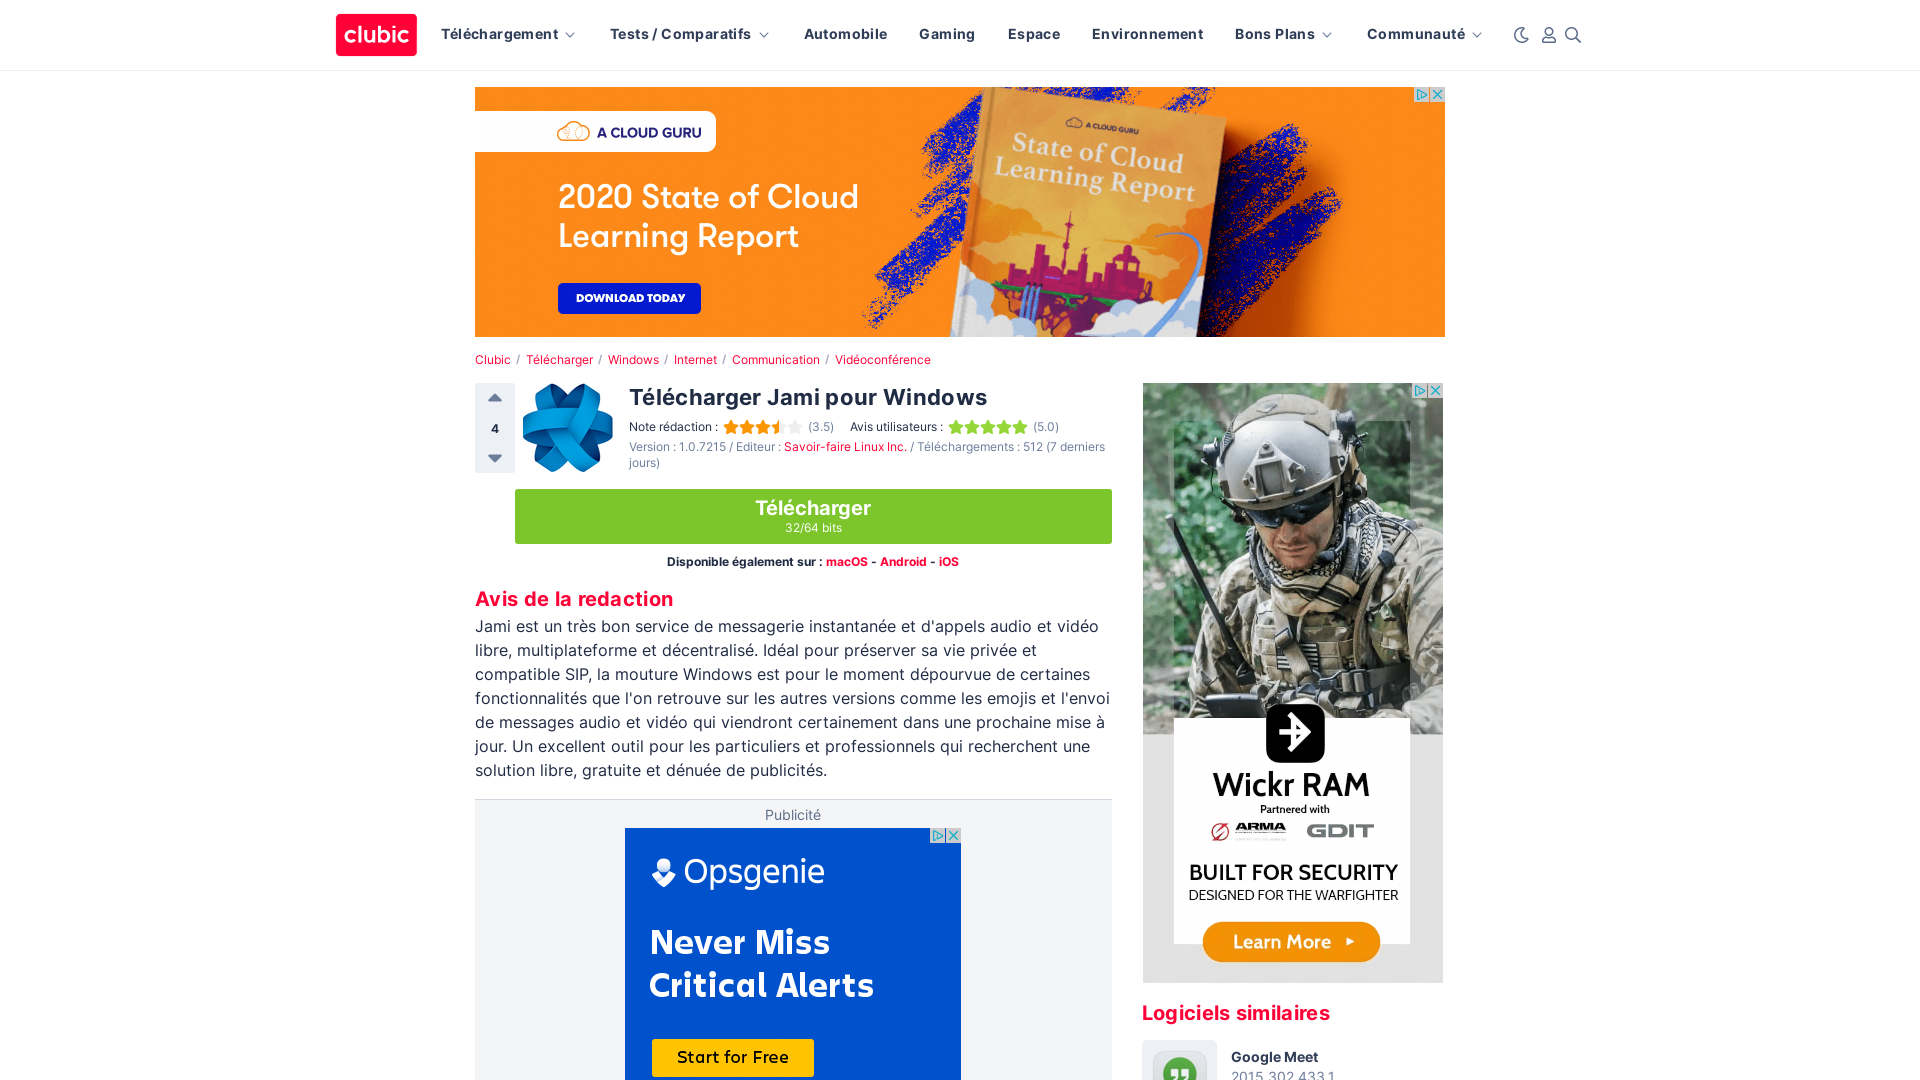 clubic
Téléchargement
Tests / Comparatifs
Automobile
Gaming
Espace
Environnement
Bons Plans
Communauté
A CLOUD GURU
2020 State of Cloud
Learning Report
DOWNLOAD TODAY
A CLOUD GURU
State of Cloud
Learning Report
Clubic / Télécharger / Windows / Internet / Communication / Vidéoconférence
4
Télécharger Jami pour Windows
Note rédaction : (3.5) Avis utilisateurs : (5.0)
Version : 1.0.7215 / Editeur : Savoir-faire Linux Inc. / Téléchargements : 512 (7 derniers
jours)
Télécharger
32/64 bits
Disponible également sur : macOS - Android - iOS
Avis de la redaction
Jami est un très bon service de messagerie instantanée et d'appels audio et vidéo
libre, multiplateforme et décentralisé. Idéal pour préserver sa vie privée et
compatible SIP, la mouture Windows est pour le moment dépourvue de certaines
fonctionnalités que l'on retrouve sur les autres versions comme les emojis et l'envoi
de messages audio et vidéo qui viendront certainement dans une prochaine mise à
jour. Un excellent outil pour les particuliers et professionnels qui recherchent une
solution libre, gratuite et dénuée de publicités.
Publicité
Opsgenie
Never Miss
Critical Alerts
Start for Free
Wickr RAM
Partnered with
ARMA
GDIT
BUILT FOR SECURITY
DESIGNED FOR THE WARFIGHTER
Learn More
Logiciels similaires
Google Meet
2015.302.433.1